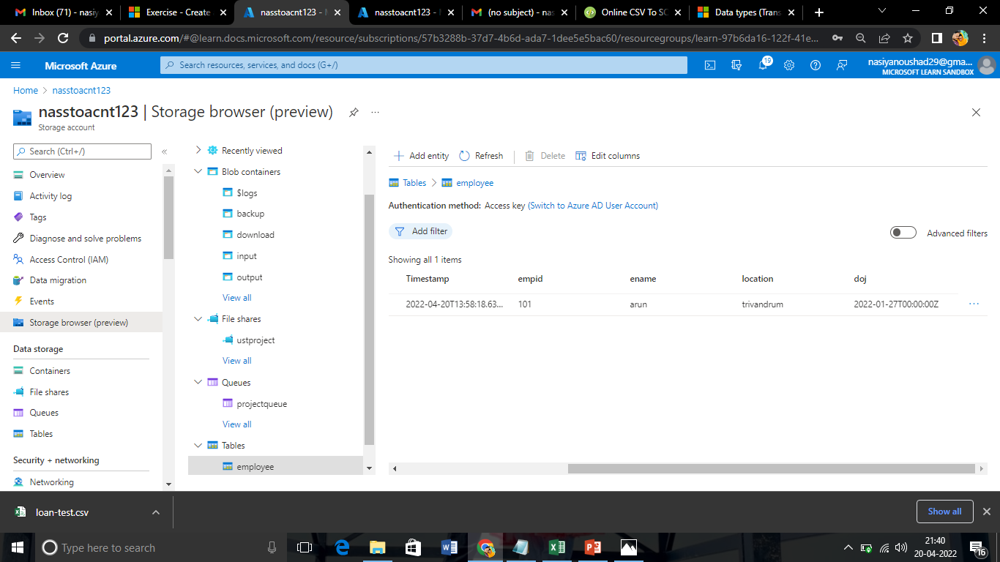 Inbox (71) - nasiy
Exercise - Create
nasstoacnt123 - M
nasstoacnt123 - M
(no subject) - nas
Online CSV To SQ
Data types (Trans
portal.azure.com/#@learn.docs.microsoft.com/resource/subscriptions/57b3288b-37d7-4b6d-ada7-1dee5e5bac60/resourcegroups/learn-97b6da16-122f-41e...
Microsoft Azure
Search resources, services, and docs (G+/)
19
nasiyanoushad29@gma...
MICROSOFT LEARN SANDBOX
Home > nasstoacnt123
nasstoacnt123 | Storage browser (preview)
Storage account
Search (Ctrl+/)
Overview
Activity log
Tags
Diagnose and solve problems
Access Control (IAM)
Data migration
Events
Storage browser (preview)
Data storage
Containers
File shares
Queues
Tables
Security + networking
Networking
Recently viewed
Blob containers
$logs
backup
download
input
output
View all
File shares
ustproject
View all
Queues
projectqueue
View all
Tables
employee
Add entity Refresh Delete Edit columns
Tables > employee
Authentication method: Access key (Switch to Azure AD User Account)
Add filter
Advanced filters
Showing all 1 items
Timestamp empid ename location doj
2022-04-20T13:58:18.63... 101 arun trivandrum 2022-01-27T00:00:00Z ...
loan-test.csv
Show all
Type here to search
21:40
20-04-2022
16